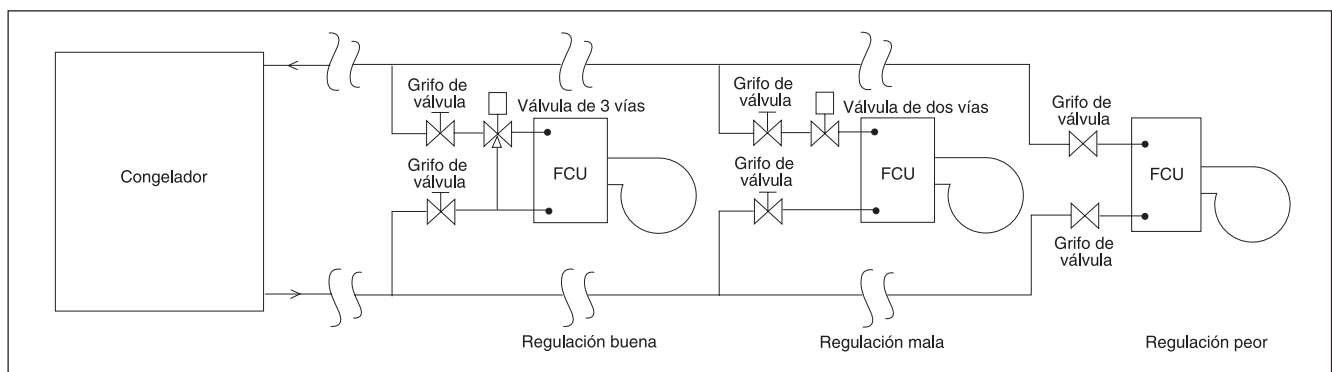 Grifo de
válvula
Válvula de 3 vías
Grifo de
válvula
Válvula de dos vías
Grifo de
válvula
Congelador
Grifo de
válvula
FCU
Grifo de
válvula
FCU
FCU
Grifo de
válvula
Regulación buena
Regulación mala
Regulación peor